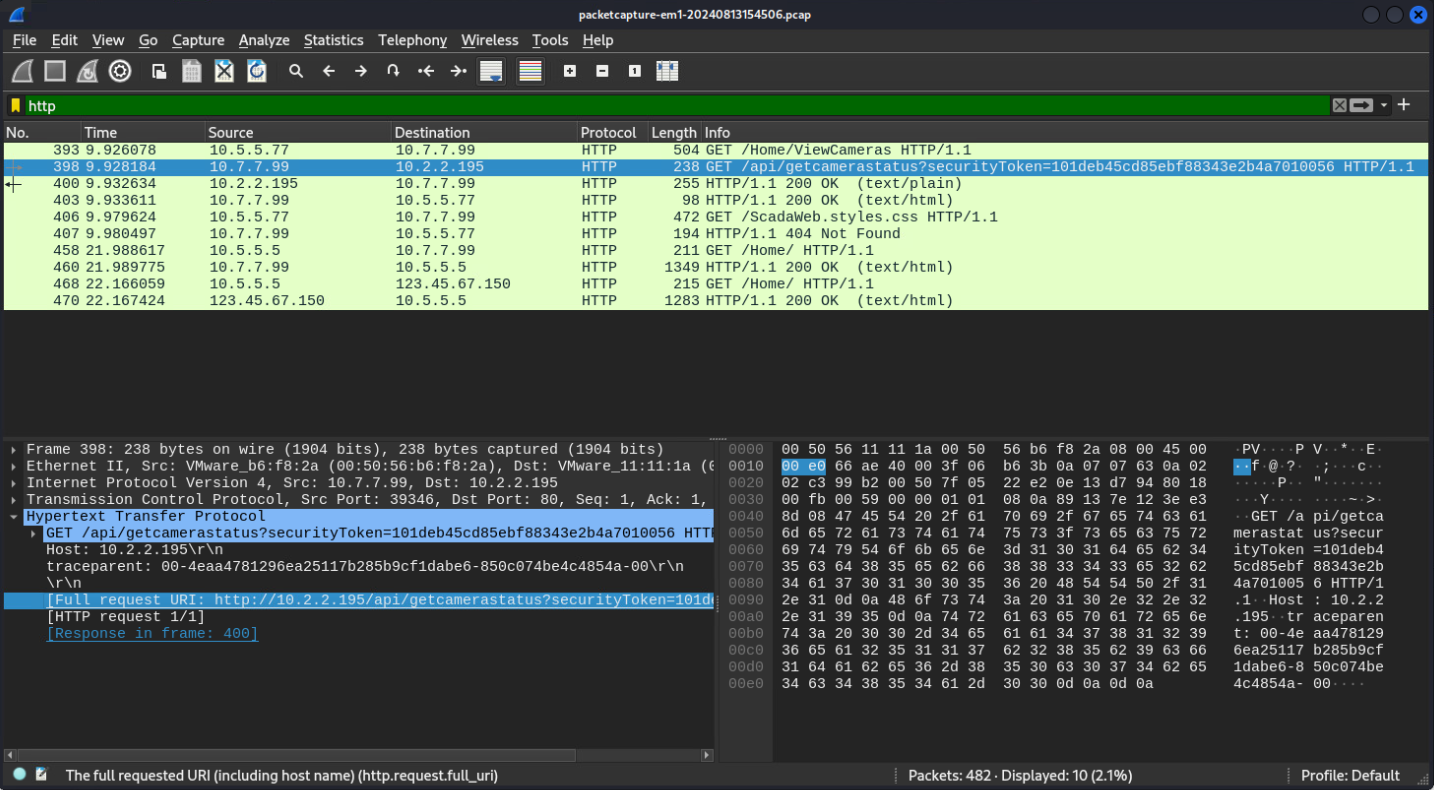 packetcapture-em1-20240813154506.pcap
File Edit View Go Capture Analyze Statistics Telephony Wireless Tools Help
http
No. Time Source Destination Protocol Length Info
393 9.926078 10.5.5.77 10.7.7.99 HTTP 504 GET /Home/ViewCameras HTTP/1.1
398 9.928184 10.7.7.99 10.2.2.195 HTTP 238 GET /api/getcamerastatus?securityToken=101deb45cd85ebf88343e2b4a7010056 HTTP/1.1
400 9.932634 10.2.2.195 10.7.7.99 HTTP 255 HTTP/1.1 200 OK (text/plain)
403 9.933611 10.7.7.99 10.5.5.77 HTTP 98 HTTP/1.1 200 OK (text/html)
406 9.979624 10.5.5.77 10.7.7.99 HTTP 472 GET /ScadaWeb.styles.css HTTP/1.1
407 9.980497 10.7.7.99 10.5.5.77 HTTP 194 HTTP/1.1 404 Not Found
458 21.988617 10.5.5.5 10.7.7.99 HTTP 211 GET /Home/ HTTP/1.1
460 21.989775 10.7.7.99 10.5.5.5 HTTP 1349 HTTP/1.1 200 OK (text/html)
468 22.166059 10.5.5.5 123.45.67.150 HTTP 215 GET /Home/ HTTP/1.1
470 22.167424 123.45.67.150 10.5.5.5 HTTP 1283 HTTP/1.1 200 OK (text/html)
Frame 398: 238 bytes on wire (1904 bits), 238 bytes captured (1904 bits)
Ethernet II, Src: VMware_b6:f8:2a (00:50:56:b6:f8:2a), Dst: VMware_11:11:1a (
Internet Protocol Version 4, Src: 10.7.7.99, Dst: 10.2.2.195
Transmission Control Protocol, Src Port: 39346, Dst Port: 80, Seq: 1, Ack: 1,
Hypertext Transfer Protocol
GET /api/getcamerastatus?securityToken=101deb45cd85ebf88343e2b4a7010056 HTT
Host: 10.2.2.195\r\n
traceparent: 00-4eaa4781296ea25117b285b9cf1dabe6-850c074be4c4854a-00\r\n
\r\n
[Full request URI: http://10.2.2.195/api/getcamerastatus?securityToken=101d
[HTTP request 1/1]
[Response in frame: 400]
0000 00 50 56 11 11 1a 00 50 56 b6 f8 2a 08 00 45 00 ·PV····P V··*··E·
0010 00 e0 66 ae 40 00 3f 06 b6 3b 0a 07 07 63 0a 02 ··f·@·?· ·;···c··
0020 02 c3 99 b2 00 50 7f 05 22 e2 0e 13 d7 94 80 18 ·····P·· "·······
0030 00 fb 00 59 00 00 01 01 08 0a 89 13 7e 12 3e e3 ···Y···· ····~·>·
0040 8d 08 47 45 54 20 2f 61 70 69 2f 67 65 74 63 61 ··GET /a pi/getca
0050 6d 65 72 61 73 74 61 74 75 73 3f 73 65 63 75 72 merastat us?secur
0060 69 74 79 54 6f 6b 65 6e 3d 31 30 31 64 65 62 34 ityToken =101deb4
0070 35 63 64 38 35 65 62 66 38 38 33 34 33 65 32 62 5cd85ebf 88343e2b
0080 34 61 37 30 31 30 30 35 36 20 48 54 54 50 2f 31 4a701005 6 HTTP/1
0090 2e 31 0d 0a 48 6f 73 74 3a 20 31 30 2e 32 2e 32 .1··Host : 10.2.2
00a0 2e 31 39 35 0d 0a 74 72 61 63 65 70 61 72 65 6e .195··tr aceparen
00b0 74 3a 20 30 30 2d 34 65 61 61 34 37 38 31 32 39 t: 00-4e aa478129
00c0 36 65 61 32 35 31 31 37 62 32 38 35 62 39 63 66 6ea25117 b285b9cf
00d0 31 64 61 62 65 36 2d 38 35 30 63 30 37 34 62 65 1dabe6-8 50c074be
00e0 34 63 34 38 35 34 61 2d 30 30 0d 0a 0d 0a 4c4854a- 00····
The full requested URI (including host name) (http.request.full_uri)
Packets: 482 · Displayed: 10 (2.1%)
Profile: Default